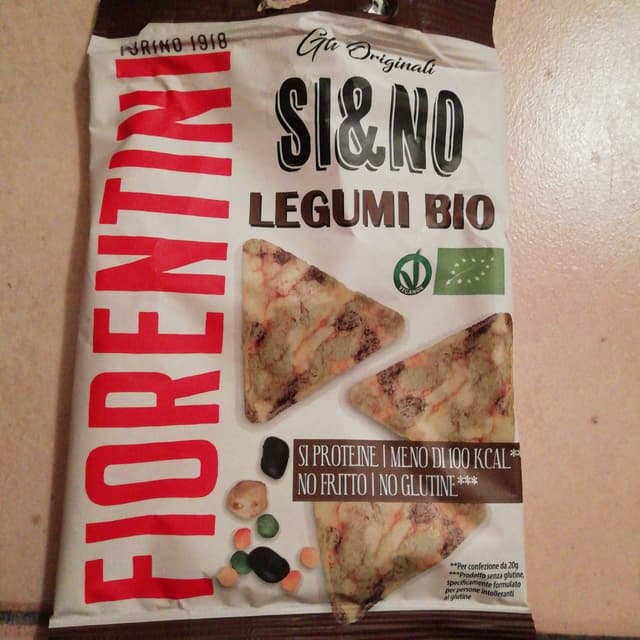 TORINO 1918
FIORENTINI
Gli Originali
SI&NO
LEGUMI BIO
VEGANOK
SI PROTEINE | MENO DI 100 KCAL**
NO FRITTO | NO GLUTINE***
**Per confezione da 20g
***Prodotto senza glutine,
specificamente formulato
per persone intolleranti
al glutine